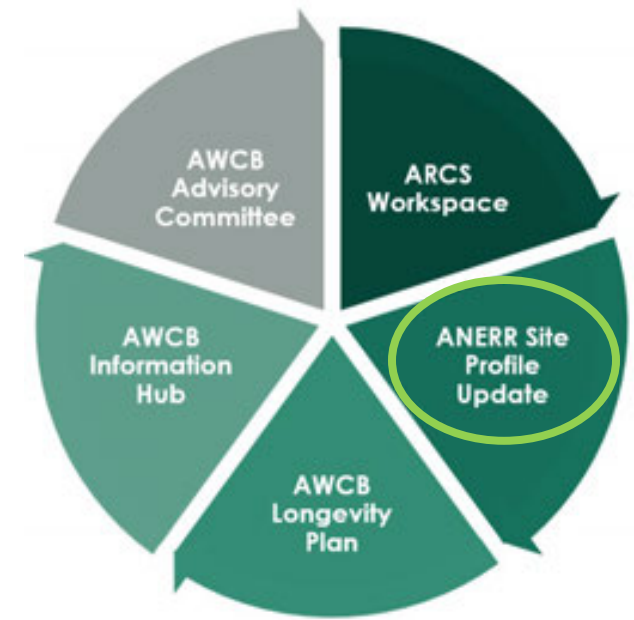 AWCB
Advisory
Committee
ARCS
Workspace
ANERR Site
Profile
Update
AWCB
Longevity
Plan
AWCB
Information
Hub